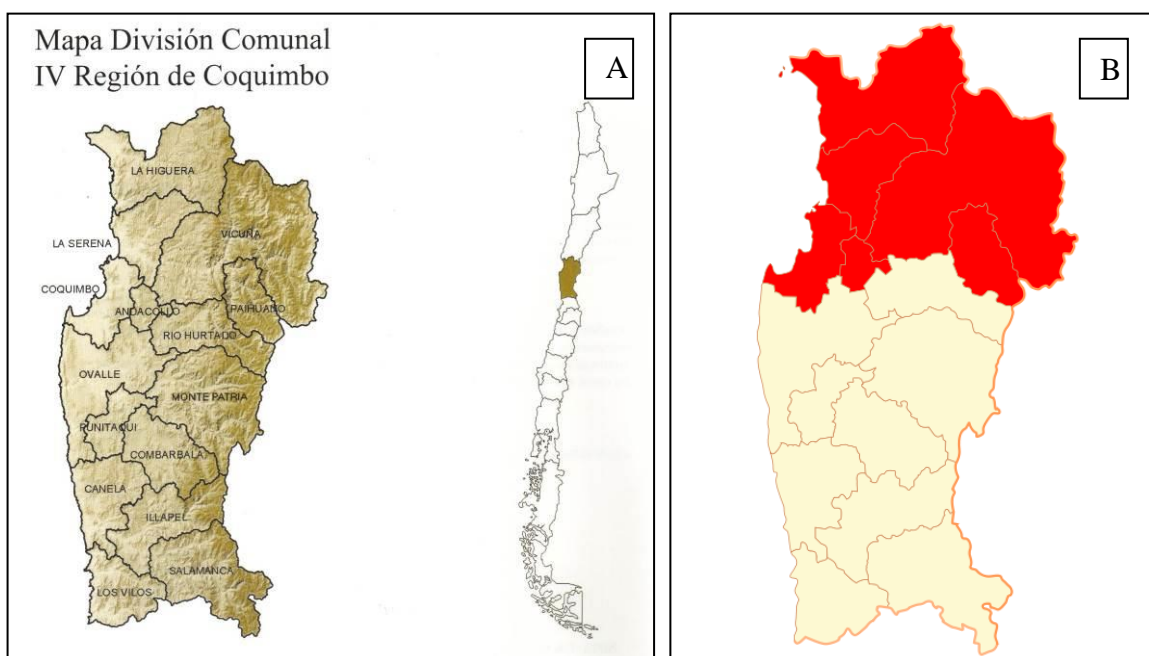 Mapa División Comunal
IV Región de Coquimbo
A
B
LA HIGUERA
VICUÑA
LA SERENA
COQUIMBO
ANDACOLLO
PAIHUANO
RIO HURTADO
OVALLE
MONTE PATRIA
PUNITAQUI
COMBARBALA
CANELA
ILLAPEL
SALAMANCA
LOS VILOS